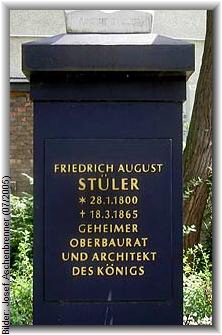 FRIEDRICH AUGUST
STÜLER
* 28.1.1800
† 18.3.1865
GEHEIMER
OBERBAURAT
UND ARCHITEKT
DES KÖNIGS
Bilder: Josef Aschenbrenner (07/2005)